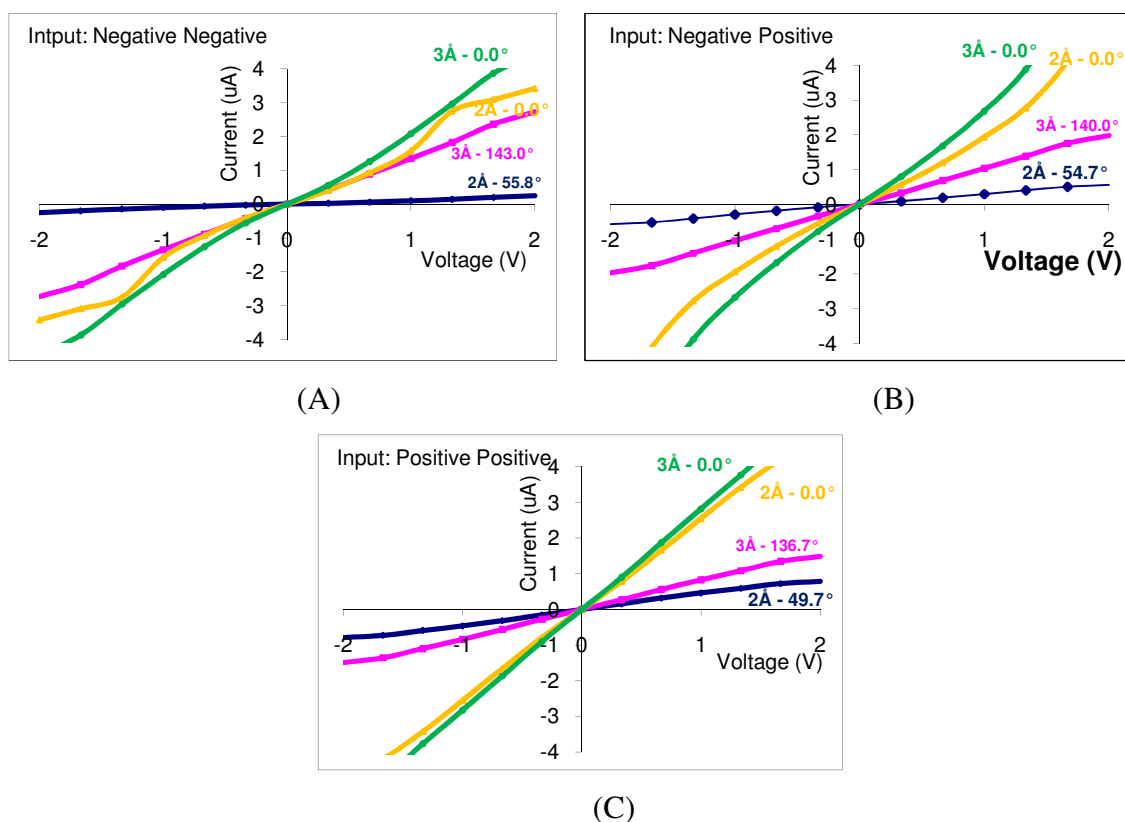 Intput: Negative Negative
3Å - 0.0°
2Å - 0.0°
3Å - 143.0°
2Å - 55.8°
Current (uA)
4
3
2
1
0
-1
-2
-3
-4
-2
-1
0
1
2
Voltage (V)
(A)
Input: Negative Positive
3Å - 0.0°
2Å - 0.0°
3Å - 140.0°
2Å - 54.7°
Current (uA)
4
3
2
1
0
-1
-2
-3
-4
-2
-1
0
1
2
Voltage (V)
(B)
Input: Positive Positive
3Å - 0.0°
2Å - 0.0°
3Å - 136.7°
2Å - 49.7°
Current (uA)
4
3
2
1
0
-1
-2
-3
-4
-2
-1
0
1
2
Voltage (V)
(C)